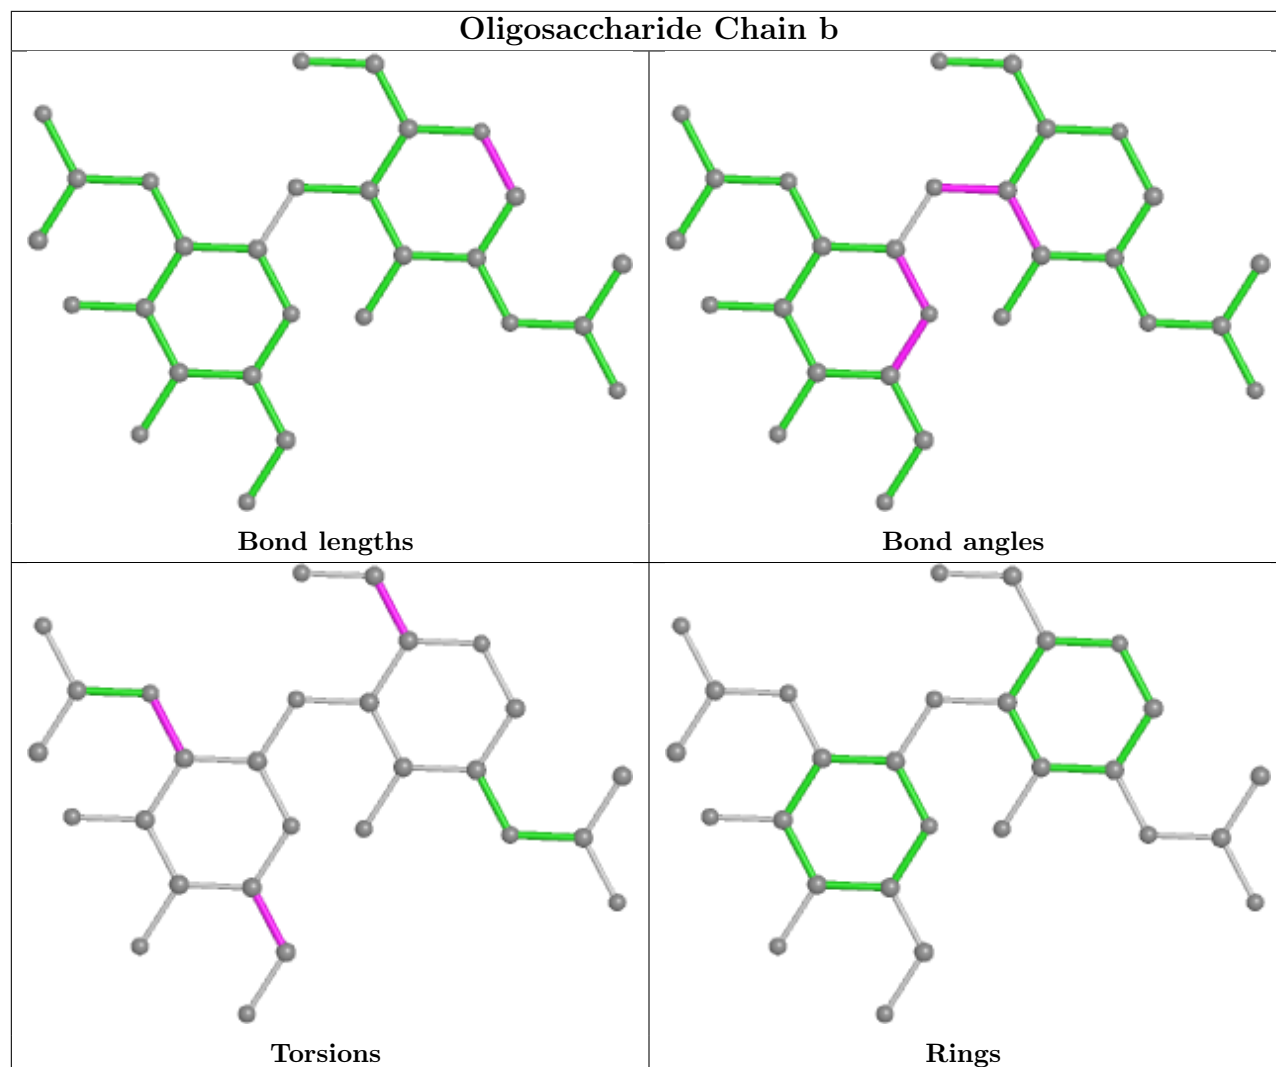 Oligosaccharide Chain b
Bond lengths
Bond angles
Torsions
Rings